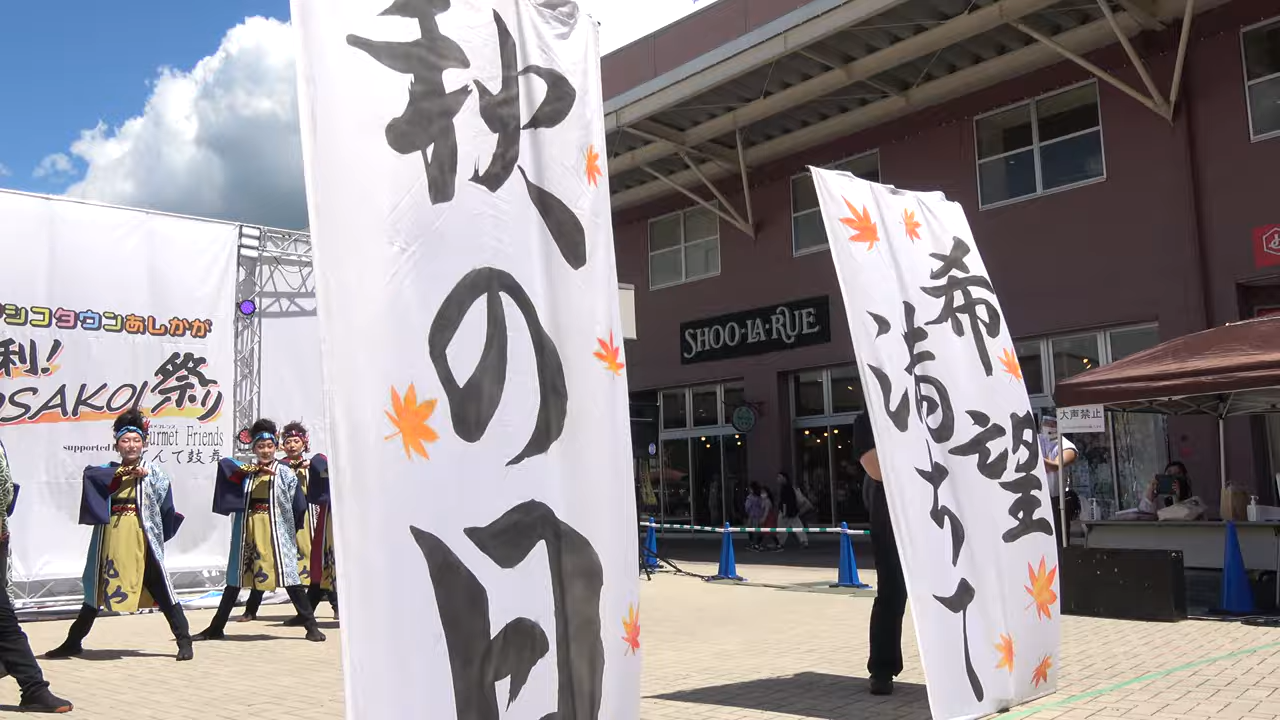 シコタウンあしかが
利!
OSAKOI祭り
supported
Gourmet Friends
んて鼓舞
秋の日
SHOO·LA·RUE
希望
満ちて
大声禁止